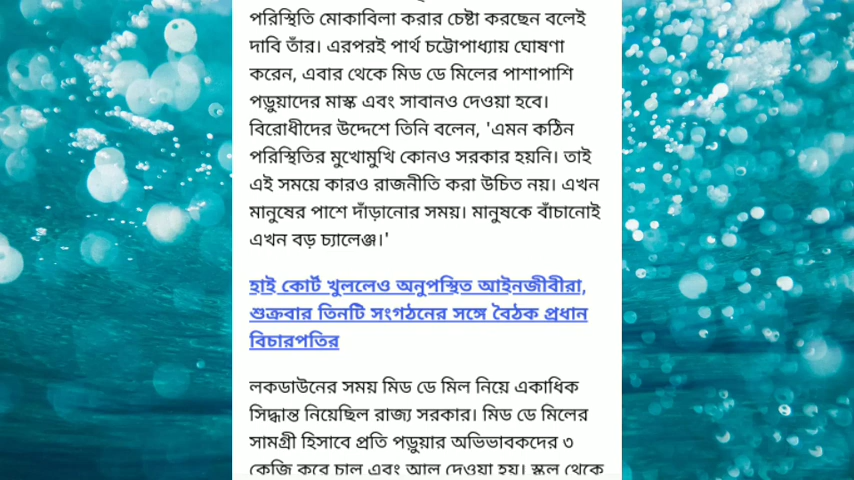 পরিস্থিতি মোকাবিলা করার চেষ্টা করছেন বলেই
দাবি তাঁর। এরপরই পার্থ চট্টোপাধ্যায় ঘোষণা
করেন, এবার থেকে মিড ডে মিলের পাশাপাশি
পড়ুয়াদের মাস্ক এবং সাবানও দেওয়া হবে।
বিরোধীদের উদ্দেশে তিনি বলেন, 'এমন কঠিন
পরিস্থিতির মুখোমুখি কোনও সরকার হয়নি। তাই
এই সময়ে কারও রাজনীতি করা উচিত নয়। এখন
মানুষের পাশে দাঁড়ানোর সময়। মানুষকে বাঁচানোই
এখন বড় চ্যালেঞ্জ।'
হাই কোর্ট খুললেও অনুপস্থিত আইনজীবীরা,
শুক্রবার তিনটি সংগঠনের সঙ্গে বৈঠক প্রধান
বিচারপতির
লকডাউনের সময় মিড ডে মিল নিয়ে একাধিক
সিদ্ধান্ত নিয়েছিল রাজ্য সরকার। মিড ডে মিলের
সামগ্রী হিসাবে প্রতি পড়ুয়ার অভিভাবকদের ৩
কেজি করে চাল এবং আলু দেওয়া হয়। স্কুল থেকে